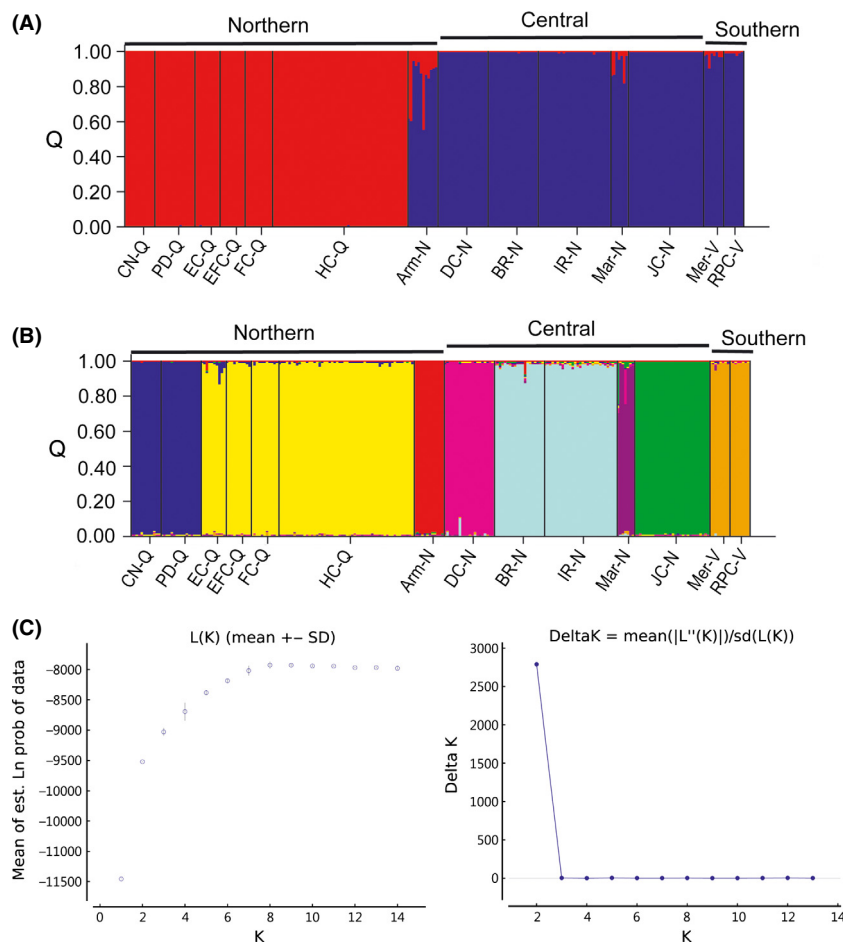 (A)
Northern Central Southern
1.00
0.80
0.60
0.40
0.20
0.00
Q
CN-Q PD-Q EC-Q EFC-Q FC-Q HC-Q Arm-N DC-N BR-N IR-N Mar-N JC-N Mer-V RPC-V
(B)
Northern Central Southern
1.00
0.80
0.60
0.40
0.20
0.00
Q
CN-Q PD-Q EC-Q EFC-Q FC-Q HC-Q Arm-N DC-N BR-N IR-N Mar-N JC-N Mer-V RPC-V
(C)
L(K) (mean +− SD)
Mean of est. Ln prob of data
−8000
−8500
−9000
−9500
−10000
−10500
−11000
−11500
0 2 4 6 8 10 12 14
K
DeltaK = mean(|L''(K)|)/sd(L(K))
Delta K
3000
2500
2000
1500
1000
500
0
2 4 6 8 10 12 14
K